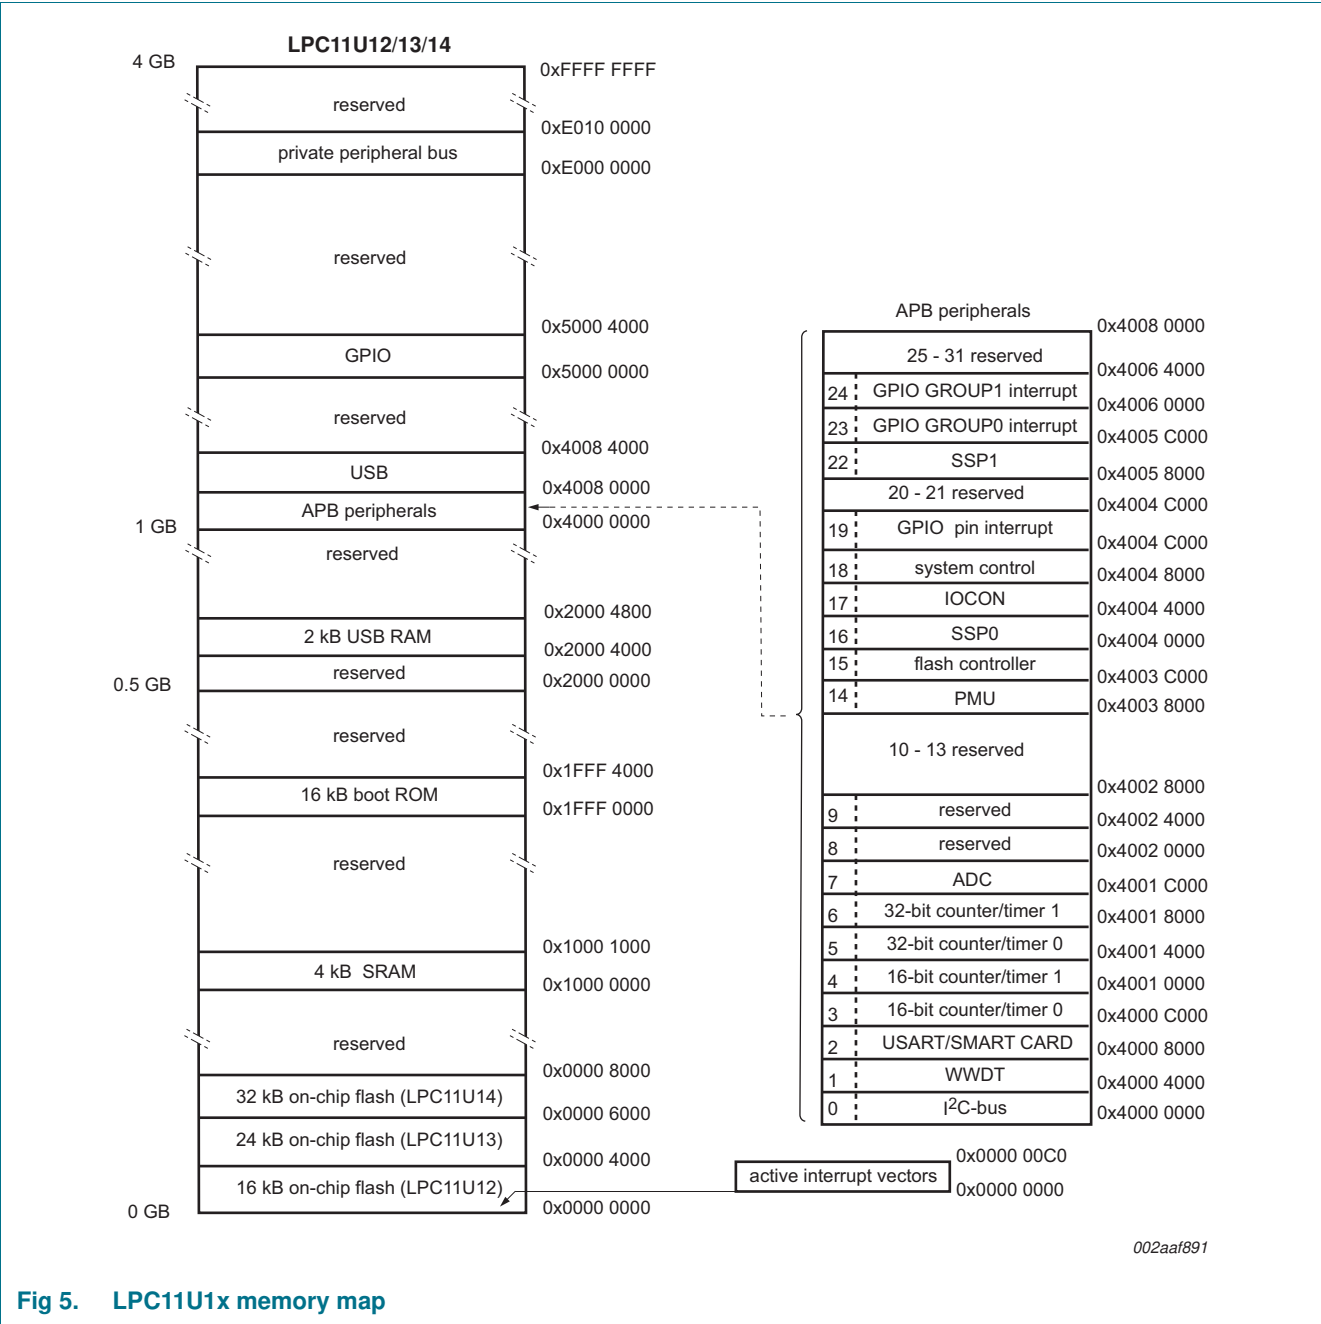 LPC11U12/13/14
4 GB
0xFFFF FFFF
reserved
0xE010 0000
private peripheral bus
0xE000 0000
reserved
0x5000 4000
GPIO
0x5000 0000
reserved
0x4008 4000
USB
0x4008 0000
APB peripherals
1 GB
0x4000 0000
reserved
0x2000 4800
2 kB USB RAM
0x2000 4000
reserved
0.5 GB
0x2000 0000
reserved
0x1FFF 4000
16 kB boot ROM
0x1FFF 0000
reserved
0x1000 1000
4 kB SRAM
0x1000 0000
reserved
0x0000 8000
32 kB on-chip flash (LPC11U14)
0x0000 6000
24 kB on-chip flash (LPC11U13)
0x0000 4000
16 kB on-chip flash (LPC11U12)
0 GB
0x0000 0000
APB peripherals
0x4008 0000
25 - 31 reserved
0x4006 4000
24 GPIO GROUP1 interrupt
0x4006 0000
23 GPIO GROUP0 interrupt
0x4005 C000
22 SSP1
0x4005 8000
20 - 21 reserved
0x4004 C000
19 GPIO pin interrupt
0x4004 C000
18 system control
0x4004 8000
17 IOCON
0x4004 4000
16 SSP0
0x4004 0000
15 flash controller
0x4003 C000
14 PMU
0x4003 8000
10 - 13 reserved
0x4002 8000
9 reserved
0x4002 4000
8 reserved
0x4002 0000
7 ADC
0x4001 C000
6 32-bit counter/timer 1
0x4001 8000
5 32-bit counter/timer 0
0x4001 4000
4 16-bit counter/timer 1
0x4001 0000
3 16-bit counter/timer 0
0x4000 C000
2 USART/SMART CARD
0x4000 8000
1 WWDT
0x4000 4000
0 I2C-bus
0x4000 0000
0x0000 00C0
active interrupt vectors
0x0000 0000
002aaf891
Fig 5. LPC11U1x memory map